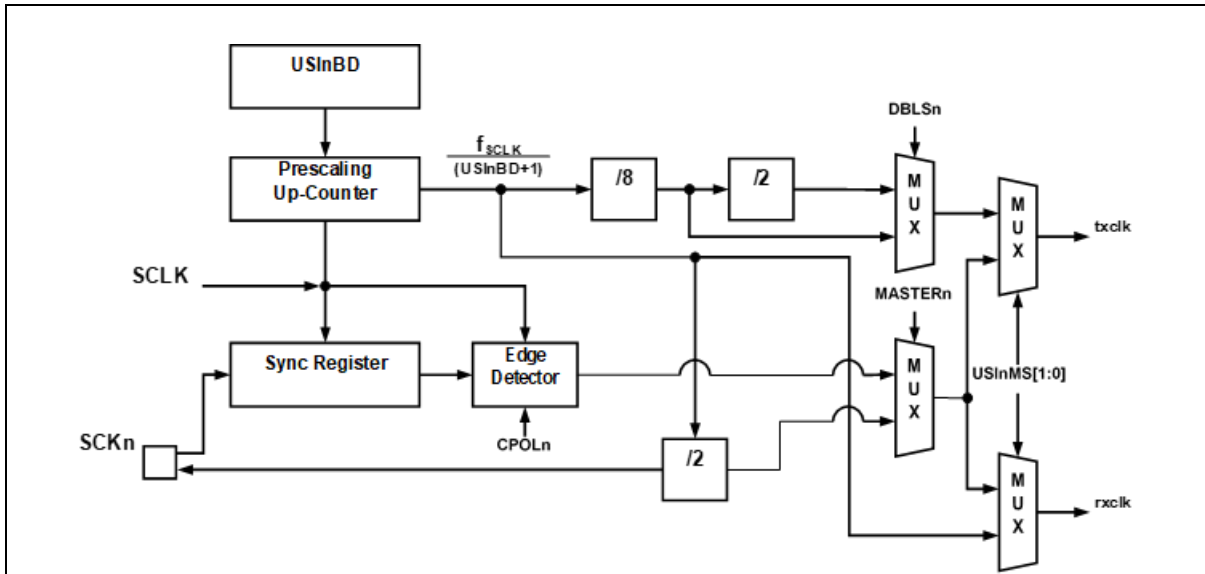 USInBD
DBLSn
Prescaling
Up-Counter
fSCLK
(USInBD+1)
/8
/2
MUX
MUX
txclk
SCLK
MASTERn
Sync Register
Edge
Detector
MUX
USInMS[1:0]
SCKn
CPOLn
/2
MUX
rxclk